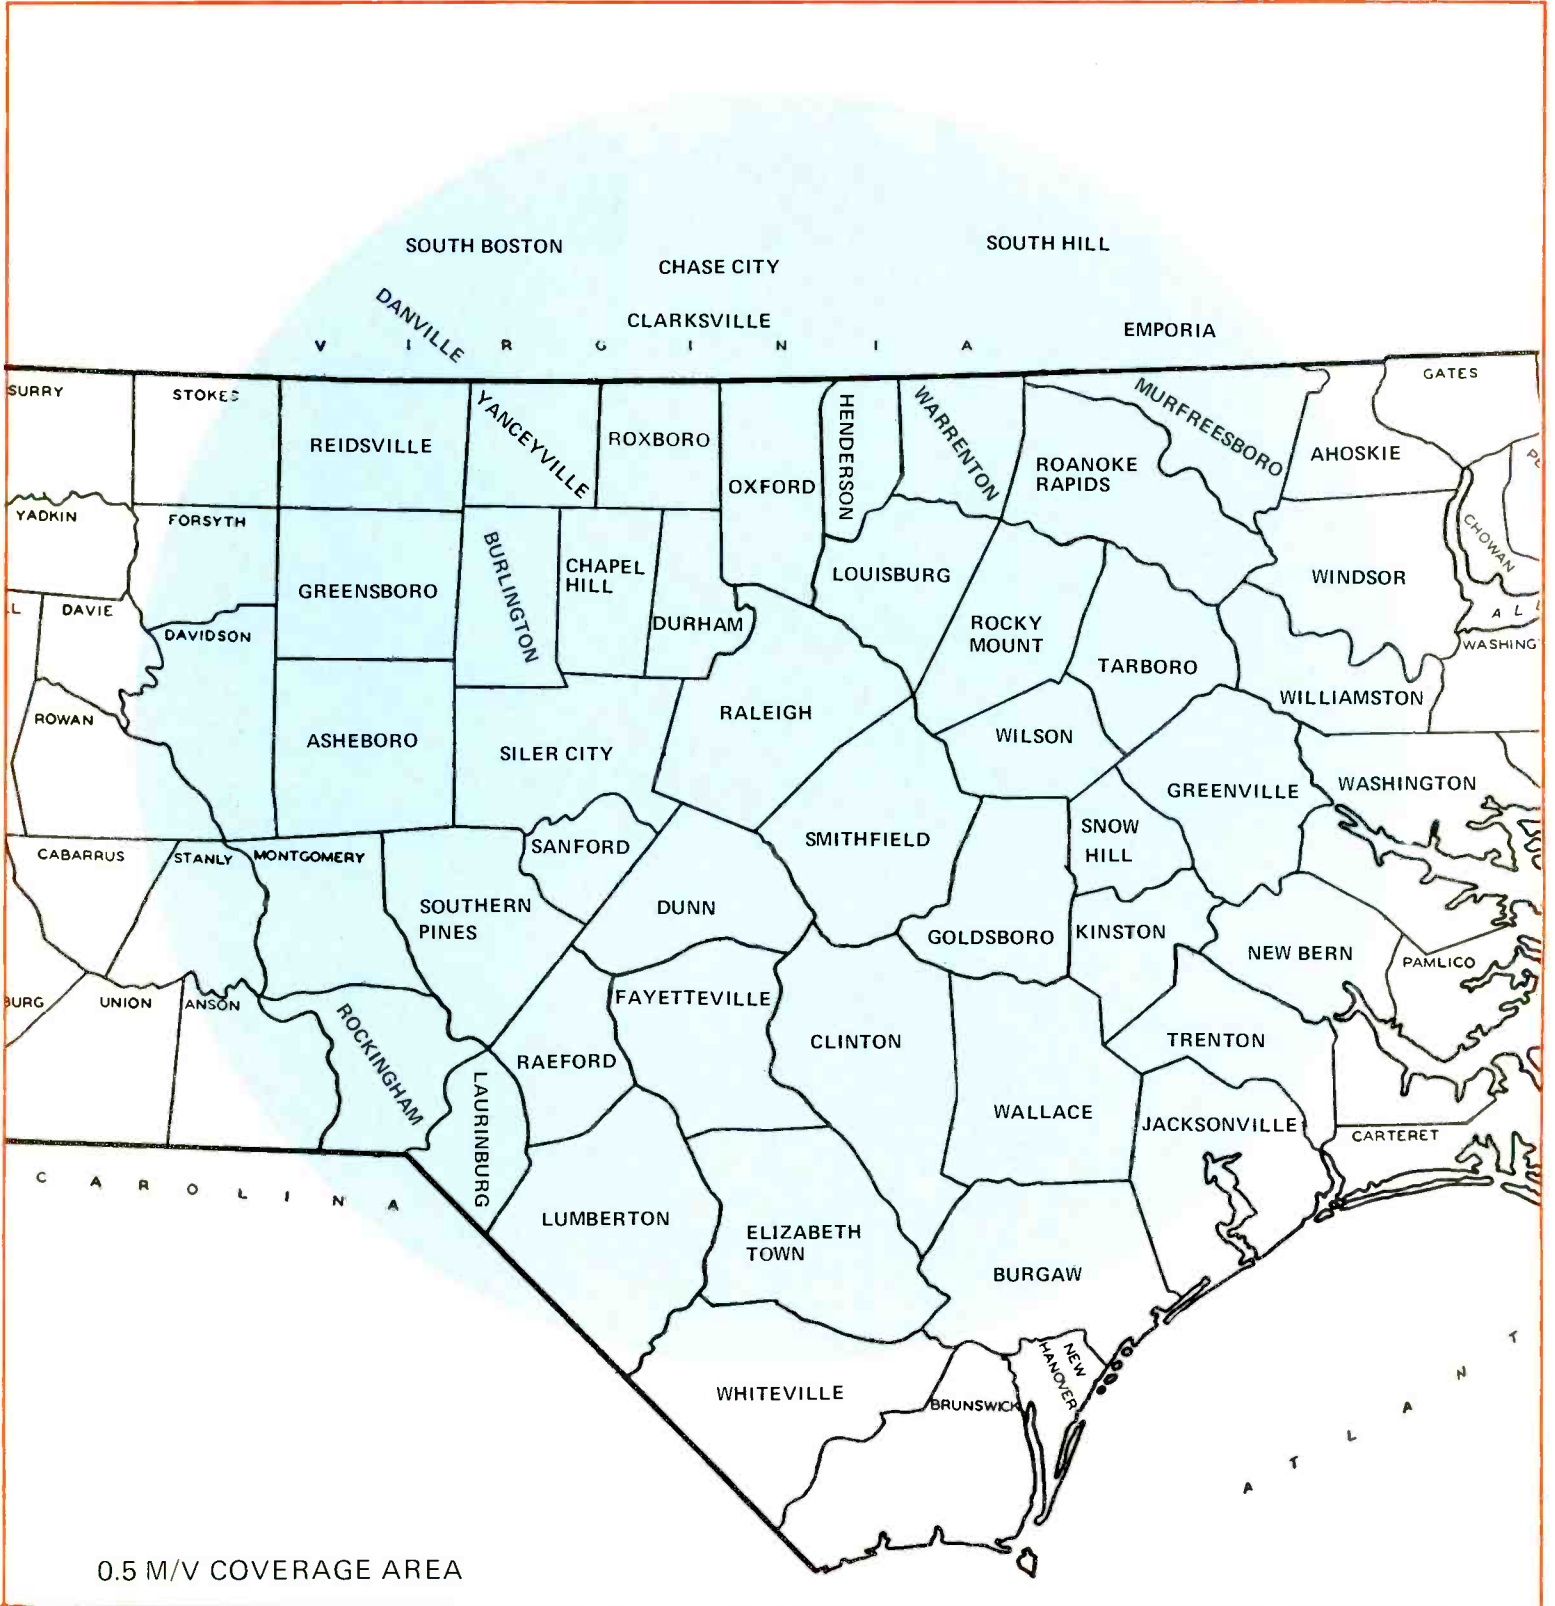 SOUTH BOSTON
SOUTH HILL
CHASE CITY
DANVILLE
CLARKSVILLE
EMPORIA
V I R G I N I A
SURRY
STOKES
REIDSVILLE
YANCEYVILLE
ROXBORO
OXFORD
HENDERSON
WARRENTON
ROANOKE
RAPIDS
MURFREESBORO
AHOSKIE
GATES
YADKIN
FORSYTH
GREENSBORO
BURLINGTON
CHAPEL
HILL
DURHAM
LOUISBURG
ROCKY
MOUNT
TARBORO
WINDSOR
CHOWAN
DAVIE
DAVIDSON
WASHING
WILLIAMSTON
ROWAN
ASHEBORO
SILER CITY
RALEIGH
WILSON
GREENVILLE
WASHINGTON
CABARRUS
STANLY
MONTGOMERY
SOUTHERN
PINES
SANFORD
DUNN
SMITHFIELD
SNOW
HILL
GOLDSBORO
KINSTON
NEW BERN
PAMLICO
BURG
UNION
ANSON
ROCKINGHAM
LAURINBURG
RAEFORD
FAYETTEVILLE
CLINTON
WALLACE
TRENTON
JACKSONVILLE
CARTERET
C A R O L I N A
LUMBERTON
ELIZABETH
TOWN
BURGAW
WHITEVILLE
BRUNSWICK
NEW
HANOVER
A T L A N T
0.5 M/V COVERAGE AREA